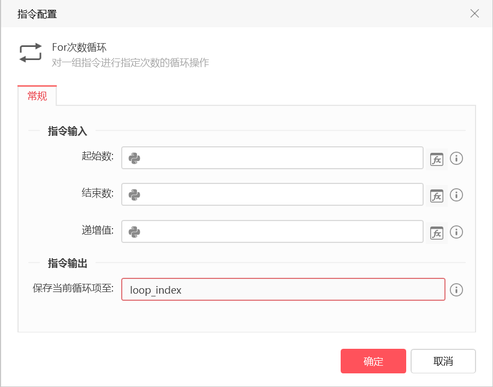 指令配置
For次数循环
对一组指令进行指定次数的循环操作
常规
指令输入
起始数:
结束数:
递增值:
指令输出
保存当前循环项至: loop_index
确定 取消